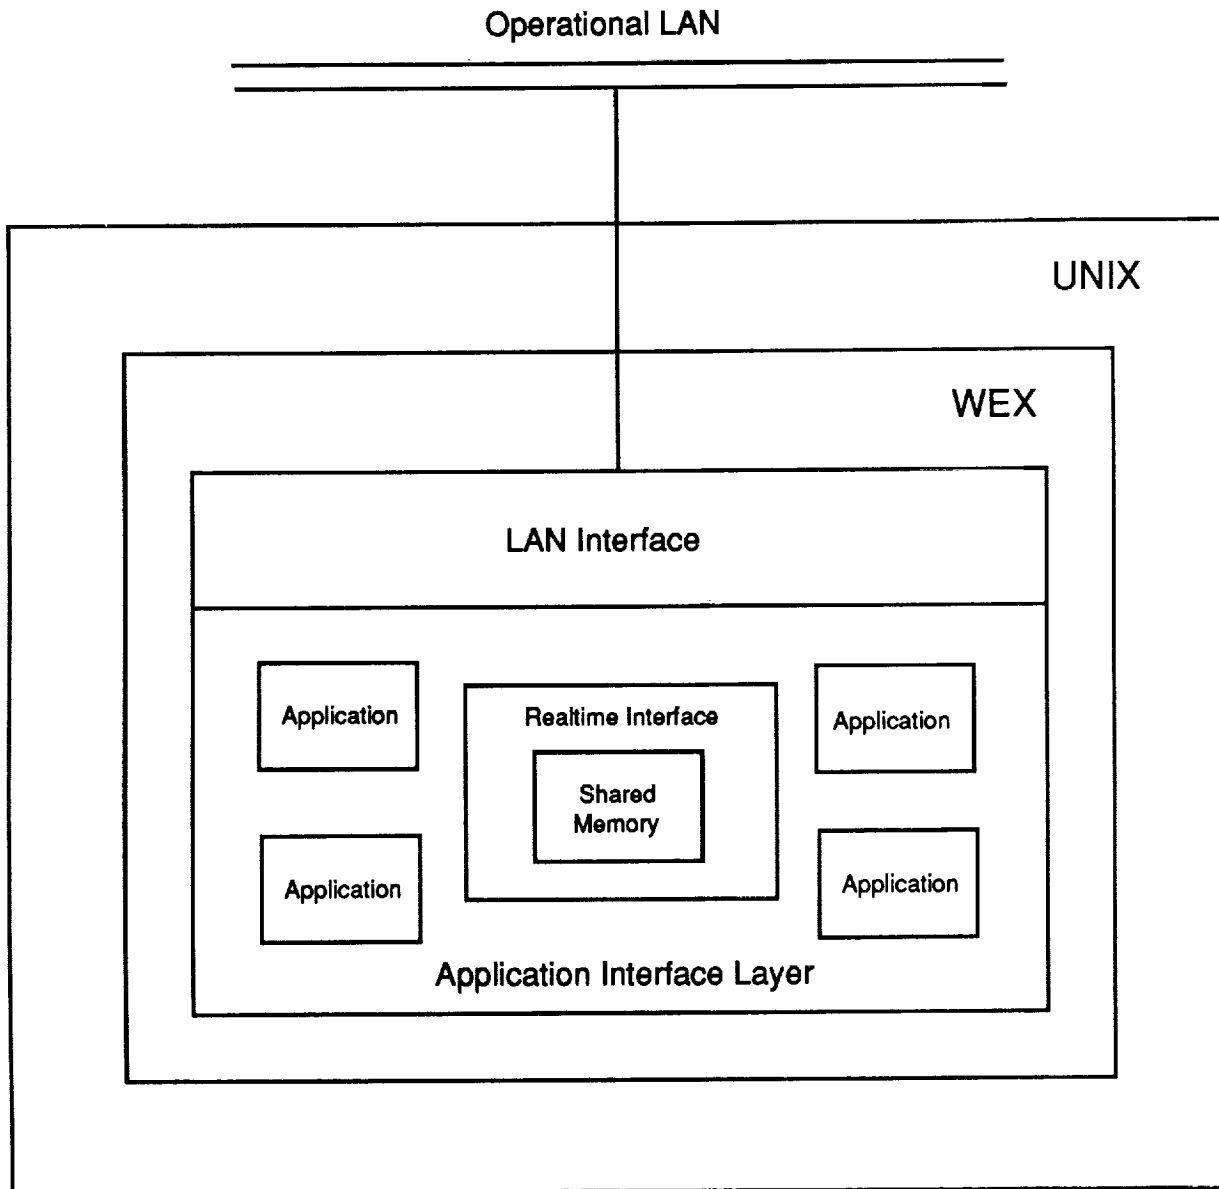 Operational LAN
UNIX
WEX
LAN Interface
Application
Realtime Interface
Application
Shared
Memory
Application
Application
Application Interface Layer